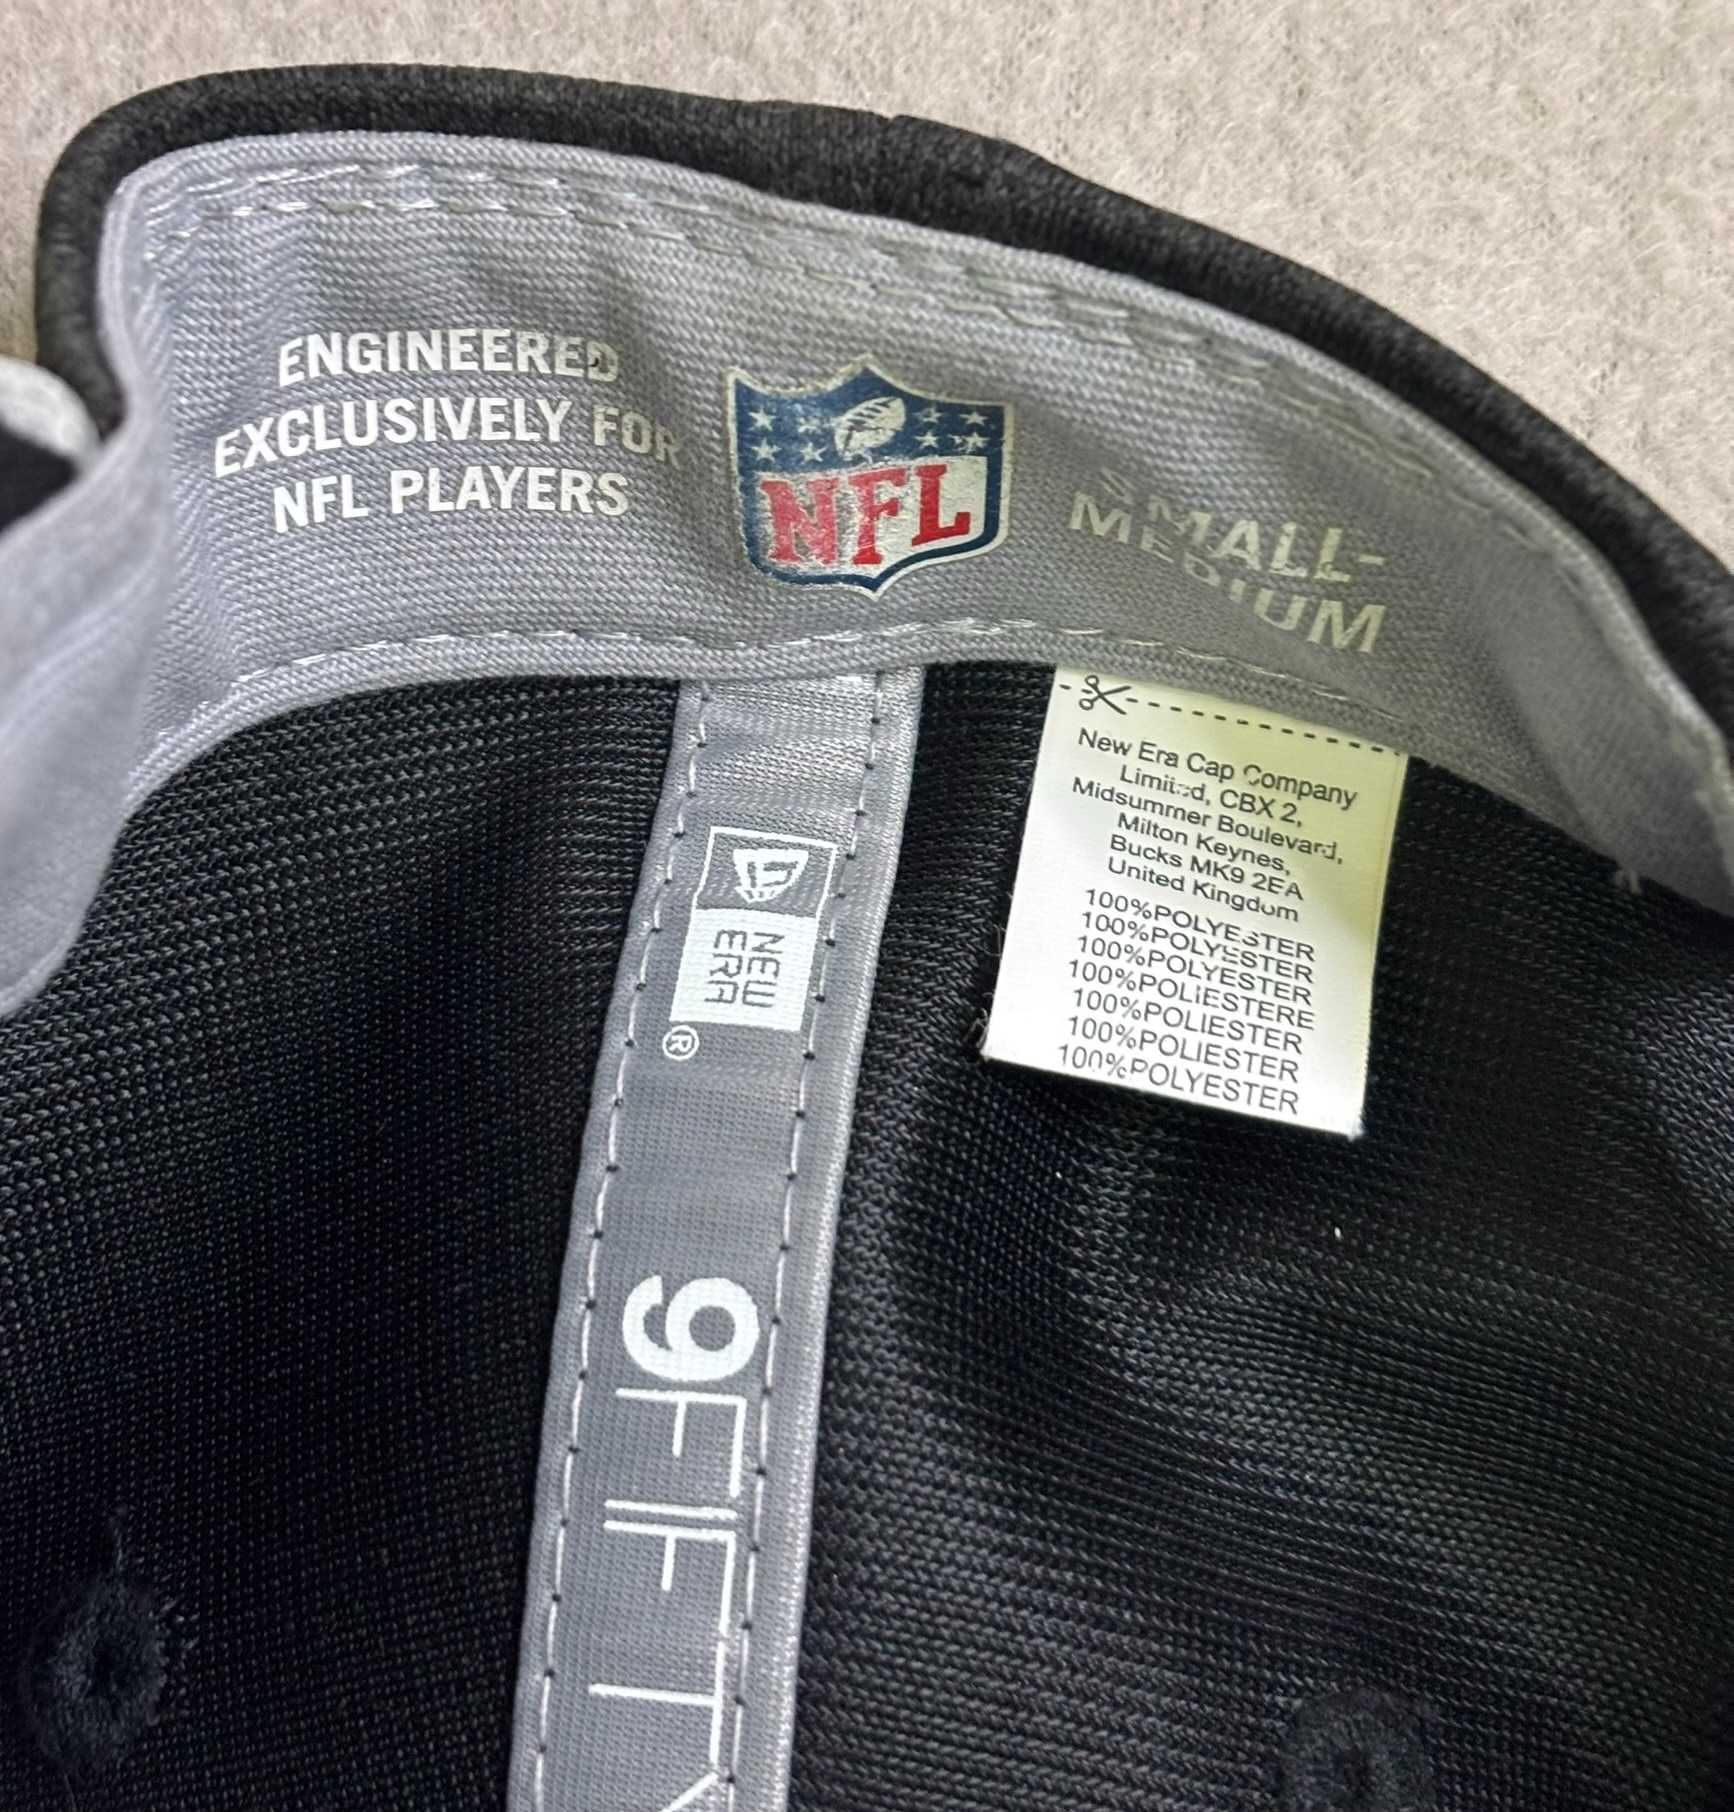 ENGINEERED
EXCLUSIVELY FOR
NFL PLAYERS
NFL
SMALL-
MEDIUM
New Era Cap Company
Limited, CBX 2,
Midsummer Boulevard,
Milton Keynes,
Bucks MK9 2EA
United Kingdom
100%POLYESTER
100%POLYESTER
100%POLYESTER
100%POLIESTERE
100%POLIESTER
100%POLIESTER
100%POLYESTER
NEW
ERA
®
9FIFTY